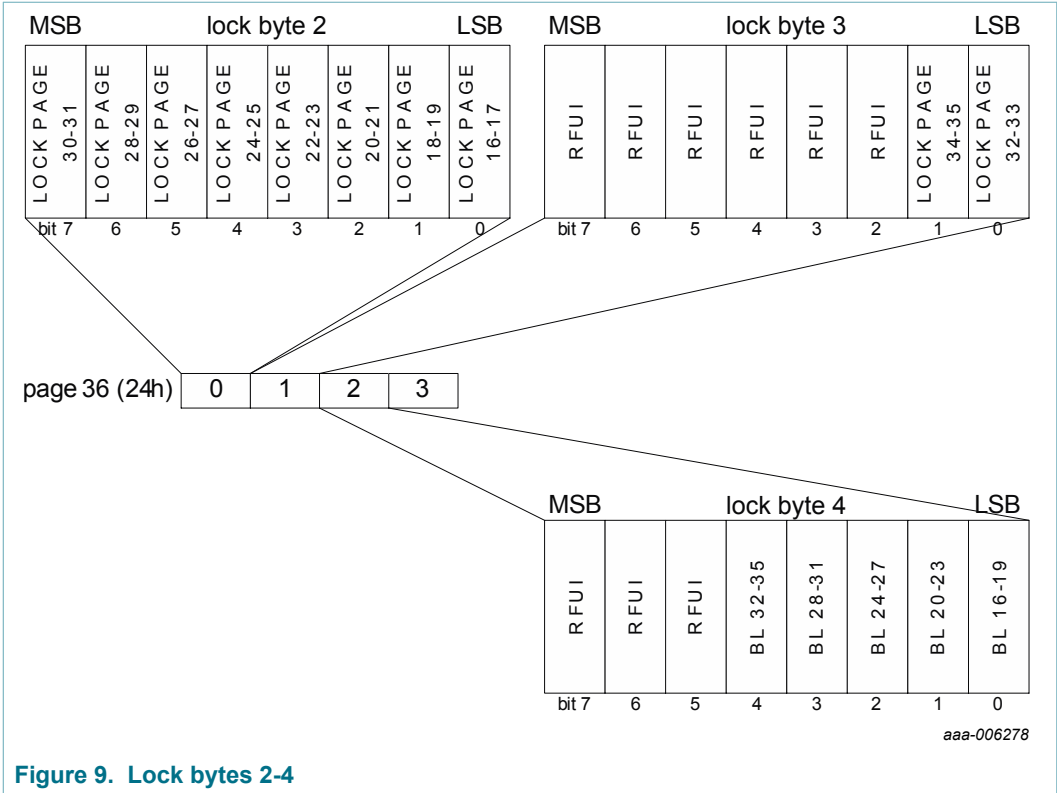 MSB lock byte 2 LSB
LOCK PAGE 30-31
LOCK PAGE 28-29
LOCK PAGE 26-27
LOCK PAGE 24-25
LOCK PAGE 22-23
LOCK PAGE 20-21
LOCK PAGE 18-19
LOCK PAGE 16-17
bit 7 6 5 4 3 2 1 0
MSB lock byte 3 LSB
RFUI
RFUI
RFUI
RFUI
RFUI
RFUI
LOCK PAGE 34-35
LOCK PAGE 32-33
bit 7 6 5 4 3 2 1 0
page 36 (24h) 0 1 2 3
MSB lock byte 4 LSB
RFUI
RFUI
RFUI
BL 32-35
BL 28-31
BL 24-27
BL 20-23
BL 16-19
bit 7 6 5 4 3 2 1 0
aaa-006278
Figure 9. Lock bytes 2-4